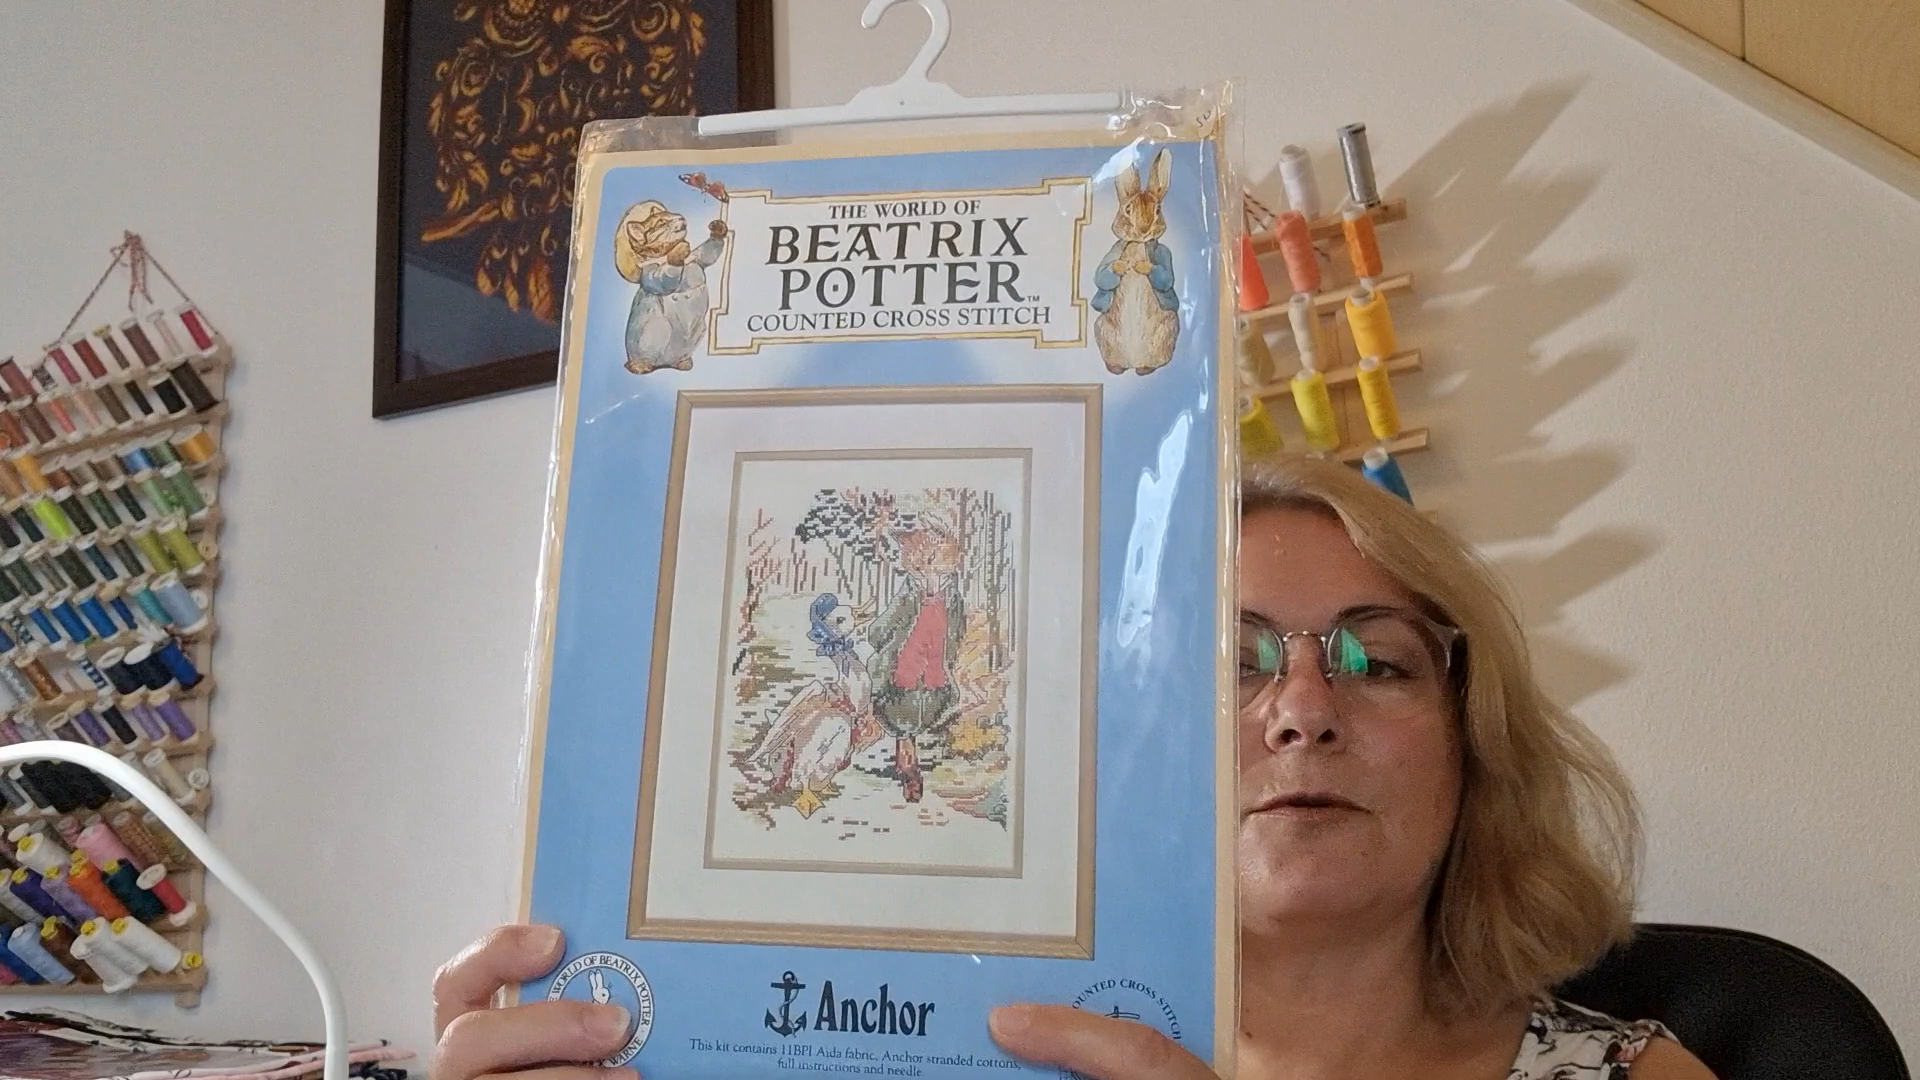 THE WORLD OF
BEATRIX
POTTER™
COUNTED CROSS STITCH
WORLD OF BEATRIX POTTER
WARNE
Anchor
COUNTED CROSS STITCH
This kit contains 11BPI Aida fabric, Anchor stranded cottons,
full instructions and needle